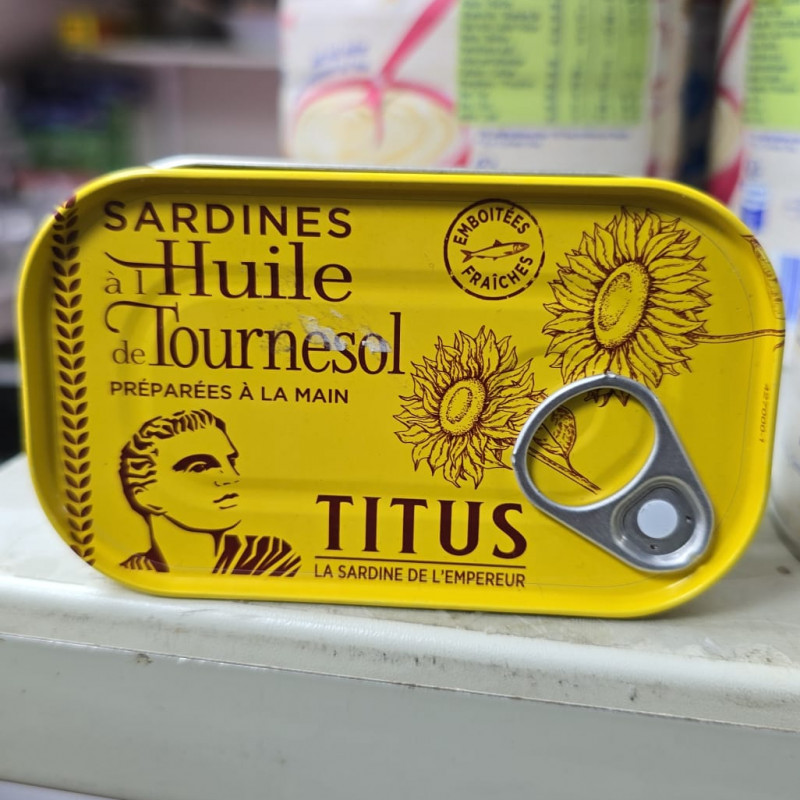 SARDINES
à l'Huile
de Tournesol
PRÉPARÉES À LA MAIN
EMBOITÉES
FRAÎCHES
TITUS
LA SARDINE DE L'EMPEREUR